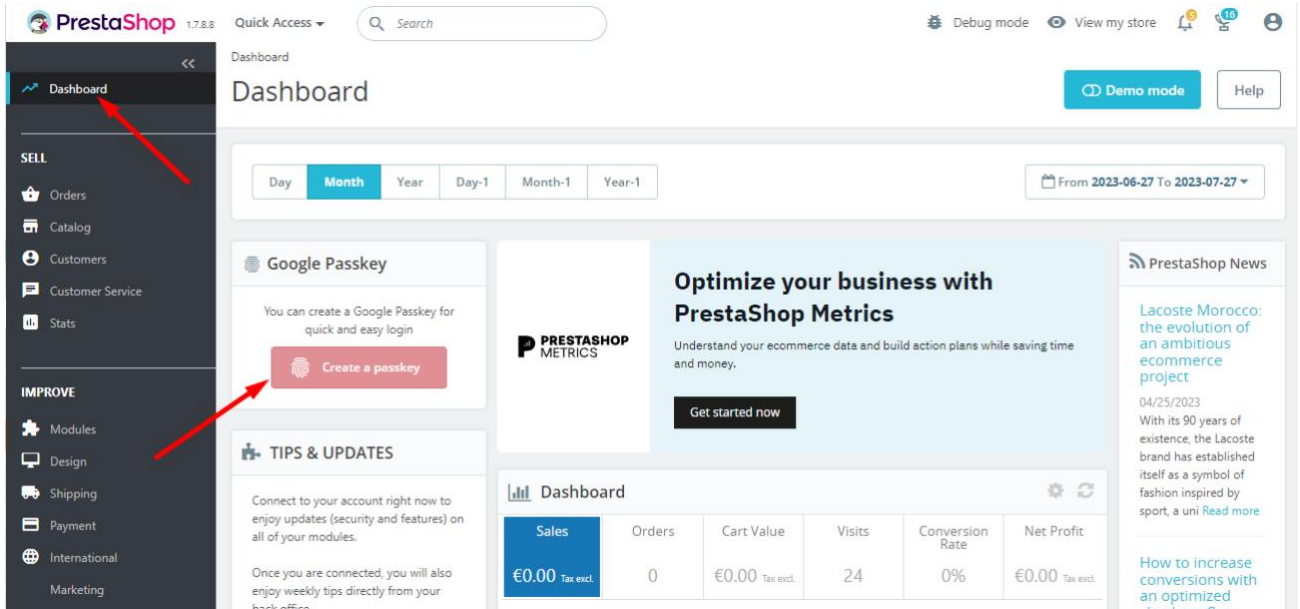 PrestaShop 1.7.8.8 Quick Access Search Debug mode View my store 5 16
<<
Dashboard
SELL
Orders
Catalog
Customers
Customer Service
Stats
IMPROVE
Modules
Design
Shipping
Payment
International
Marketing
Dashboard
Dashboard
Demo mode Help
Day Month Year Day-1 Month-1 Year-1
From 2023-06-27 To 2023-07-27
Google Passkey
You can create a Google Passkey for
quick and easy login
Create a passkey
TIPS & UPDATES
Connect to your account right now to
enjoy updates (security and features) on
all of your modules.
Once you are connected, you will also
enjoy weekly tips directly from your
back office.
PRESTASHOP
METRICS
Optimize your business with
PrestaShop Metrics
Understand your ecommerce data and build action plans while saving time
and money.
Get started now
Dashboard
Sales Orders Cart Value Visits Conversion
Rate Net Profit
€0.00 Tax excl. 0 €0.00 Tax excl. 24 0% €0.00 Tax excl.
PrestaShop News
Lacoste Morocco:
the evolution of
an ambitious
ecommerce
project
04/25/2023
With its 90 years of
existence, the Lacoste
brand has established
itself as a symbol of
fashion inspired by
sport, a uni Read more
How to increase
conversions with
an optimized